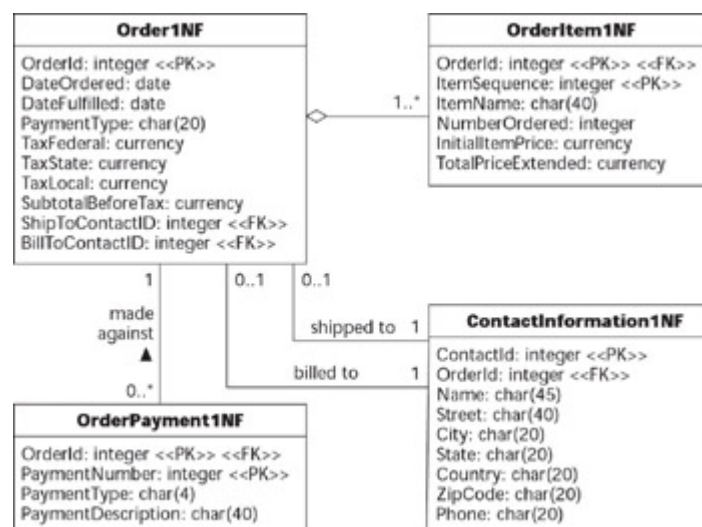 Order1NF
OrderId: integer <<PK>>
DateOrdered: date
DateFulfilled: date
PaymentType: char(20)
TaxFederal: currency
TaxState: currency
TaxLocal: currency
SubtotalBeforeTax: currency
ShipToContactID: integer <<FK>>
BillToContactID: integer <<FK>>
OrderItem1NF
OrderId: integer <<PK>> <<FK>>
ItemSequence: integer <<PK>>
ItemName: char(40)
NumberOrdered: integer
InitialItemPrice: currency
TotalPriceExtended: currency
1..*
1
0..1
0..1
made
against
0..*
shipped to 1
billed to 1
ContactInformation1NF
ContactId: integer <<PK>>
OrderId: integer <<FK>>
Name: char(45)
Street: char(40)
City: char(20)
State: char(20)
Country: char(20)
ZipCode: char(20)
Phone: char(20)
OrderPayment1NF
OrderId: integer <<PK>> <<FK>>
PaymentNumber: integer <<PK>>
PaymentType: char(4)
PaymentDescription: char(40)